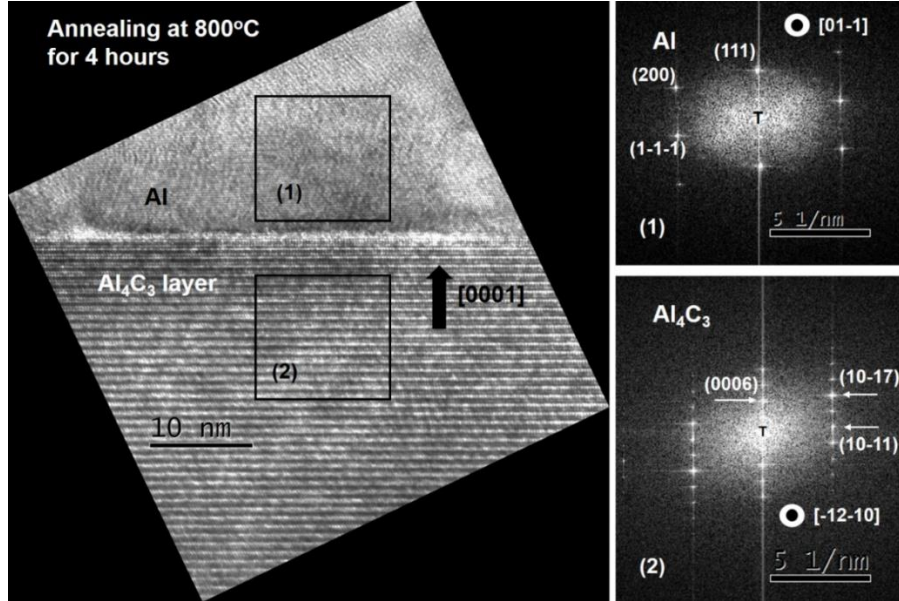 Annealing at 800°C
for 4 hours
(1)
Al
Al₄C₃ layer
[0001]
(2)
10 nm
[01-1]
Al
(111)
(200)
T
(1-1-1)
5 1/nm
(1)
Al₄C₃
(0006)
(10-17)
T
(10-11)
[-12-10]
5 1/nm
(2)